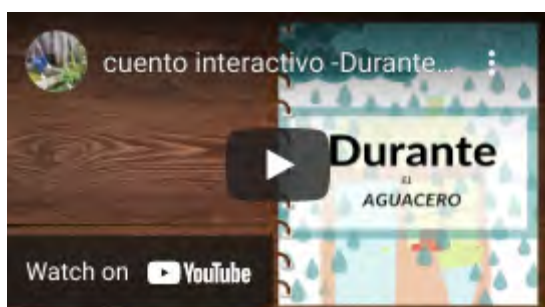 cuento interactivo -Durante...
Durante
EL
AGUACERO
Watch on YouTube